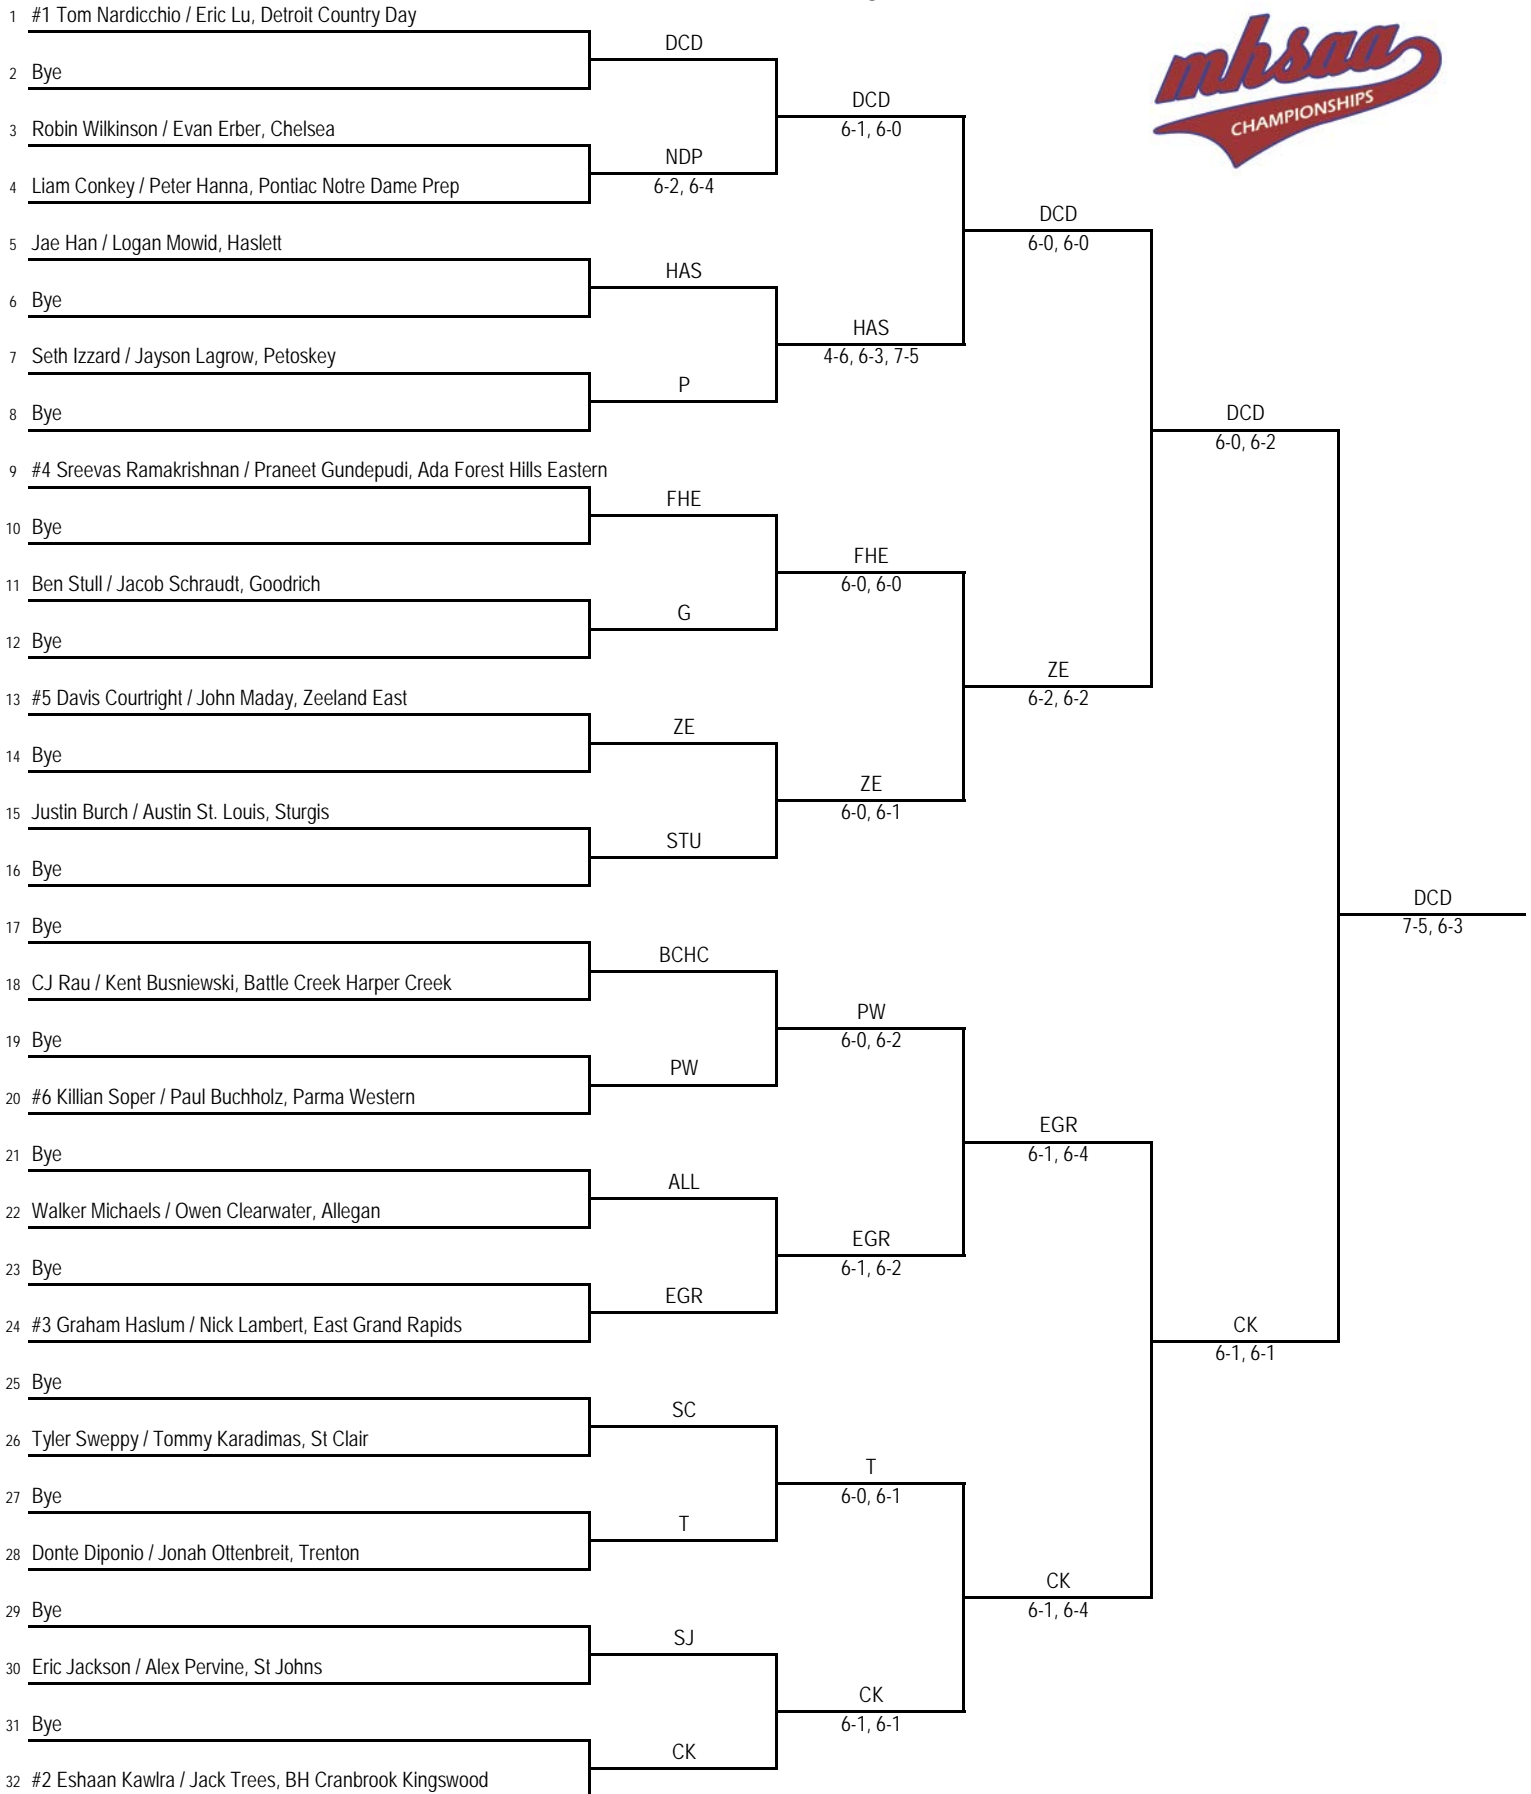 1 #1 Tom Nardicchio / Eric Lu, Detroit Country Day
DCD
2 Bye
DCD
6-1, 6-0
3 Robin Wilkinson / Evan Erber, Chelsea
NDP
6-2, 6-4
4 Liam Conkey / Peter Hanna, Pontiac Notre Dame Prep
mhsaa
CHAMPIONSHIPS
DCD
6-0, 6-0
5 Jae Han / Logan Mowid, Haslett
HAS
6 Bye
HAS
4-6, 6-3, 7-5
7 Seth Izzard / Jayson Lagrow, Petoskey
P
8 Bye
DCD
6-0, 6-2
9 #4 Sreevas Ramakrishnan / Praneet Gundepudi, Ada Forest Hills Eastern
FHE
10 Bye
FHE
6-0, 6-0
11 Ben Stull / Jacob Schraudt, Goodrich
G
12 Bye
ZE
6-2, 6-2
13 #5 Davis Courtright / John Maday, Zeeland East
ZE
14 Bye
ZE
6-0, 6-1
15 Justin Burch / Austin St. Louis, Sturgis
STU
16 Bye
DCD
7-5, 6-3
17 Bye
BCHC
18 CJ Rau / Kent Busniewski, Battle Creek Harper Creek
PW
6-0, 6-2
19 Bye
PW
20 #6 Killian Soper / Paul Buchholz, Parma Western
EGR
6-1, 6-4
21 Bye
ALL
22 Walker Michaels / Owen Clearwater, Allegan
EGR
6-1, 6-2
23 Bye
EGR
24 #3 Graham Haslum / Nick Lambert, East Grand Rapids
CK
6-1, 6-1
25 Bye
SC
26 Tyler Sweppy / Tommy Karadimas, St Clair
T
6-0, 6-1
27 Bye
T
28 Donte Diponio / Jonah Ottenbreit, Trenton
CK
6-1, 6-4
29 Bye
SJ
30 Eric Jackson / Alex Pervine, St Johns
CK
6-1, 6-1
31 Bye
CK
32 #2 Eshaan Kawlra / Jack Trees, BH Cranbrook Kingswood